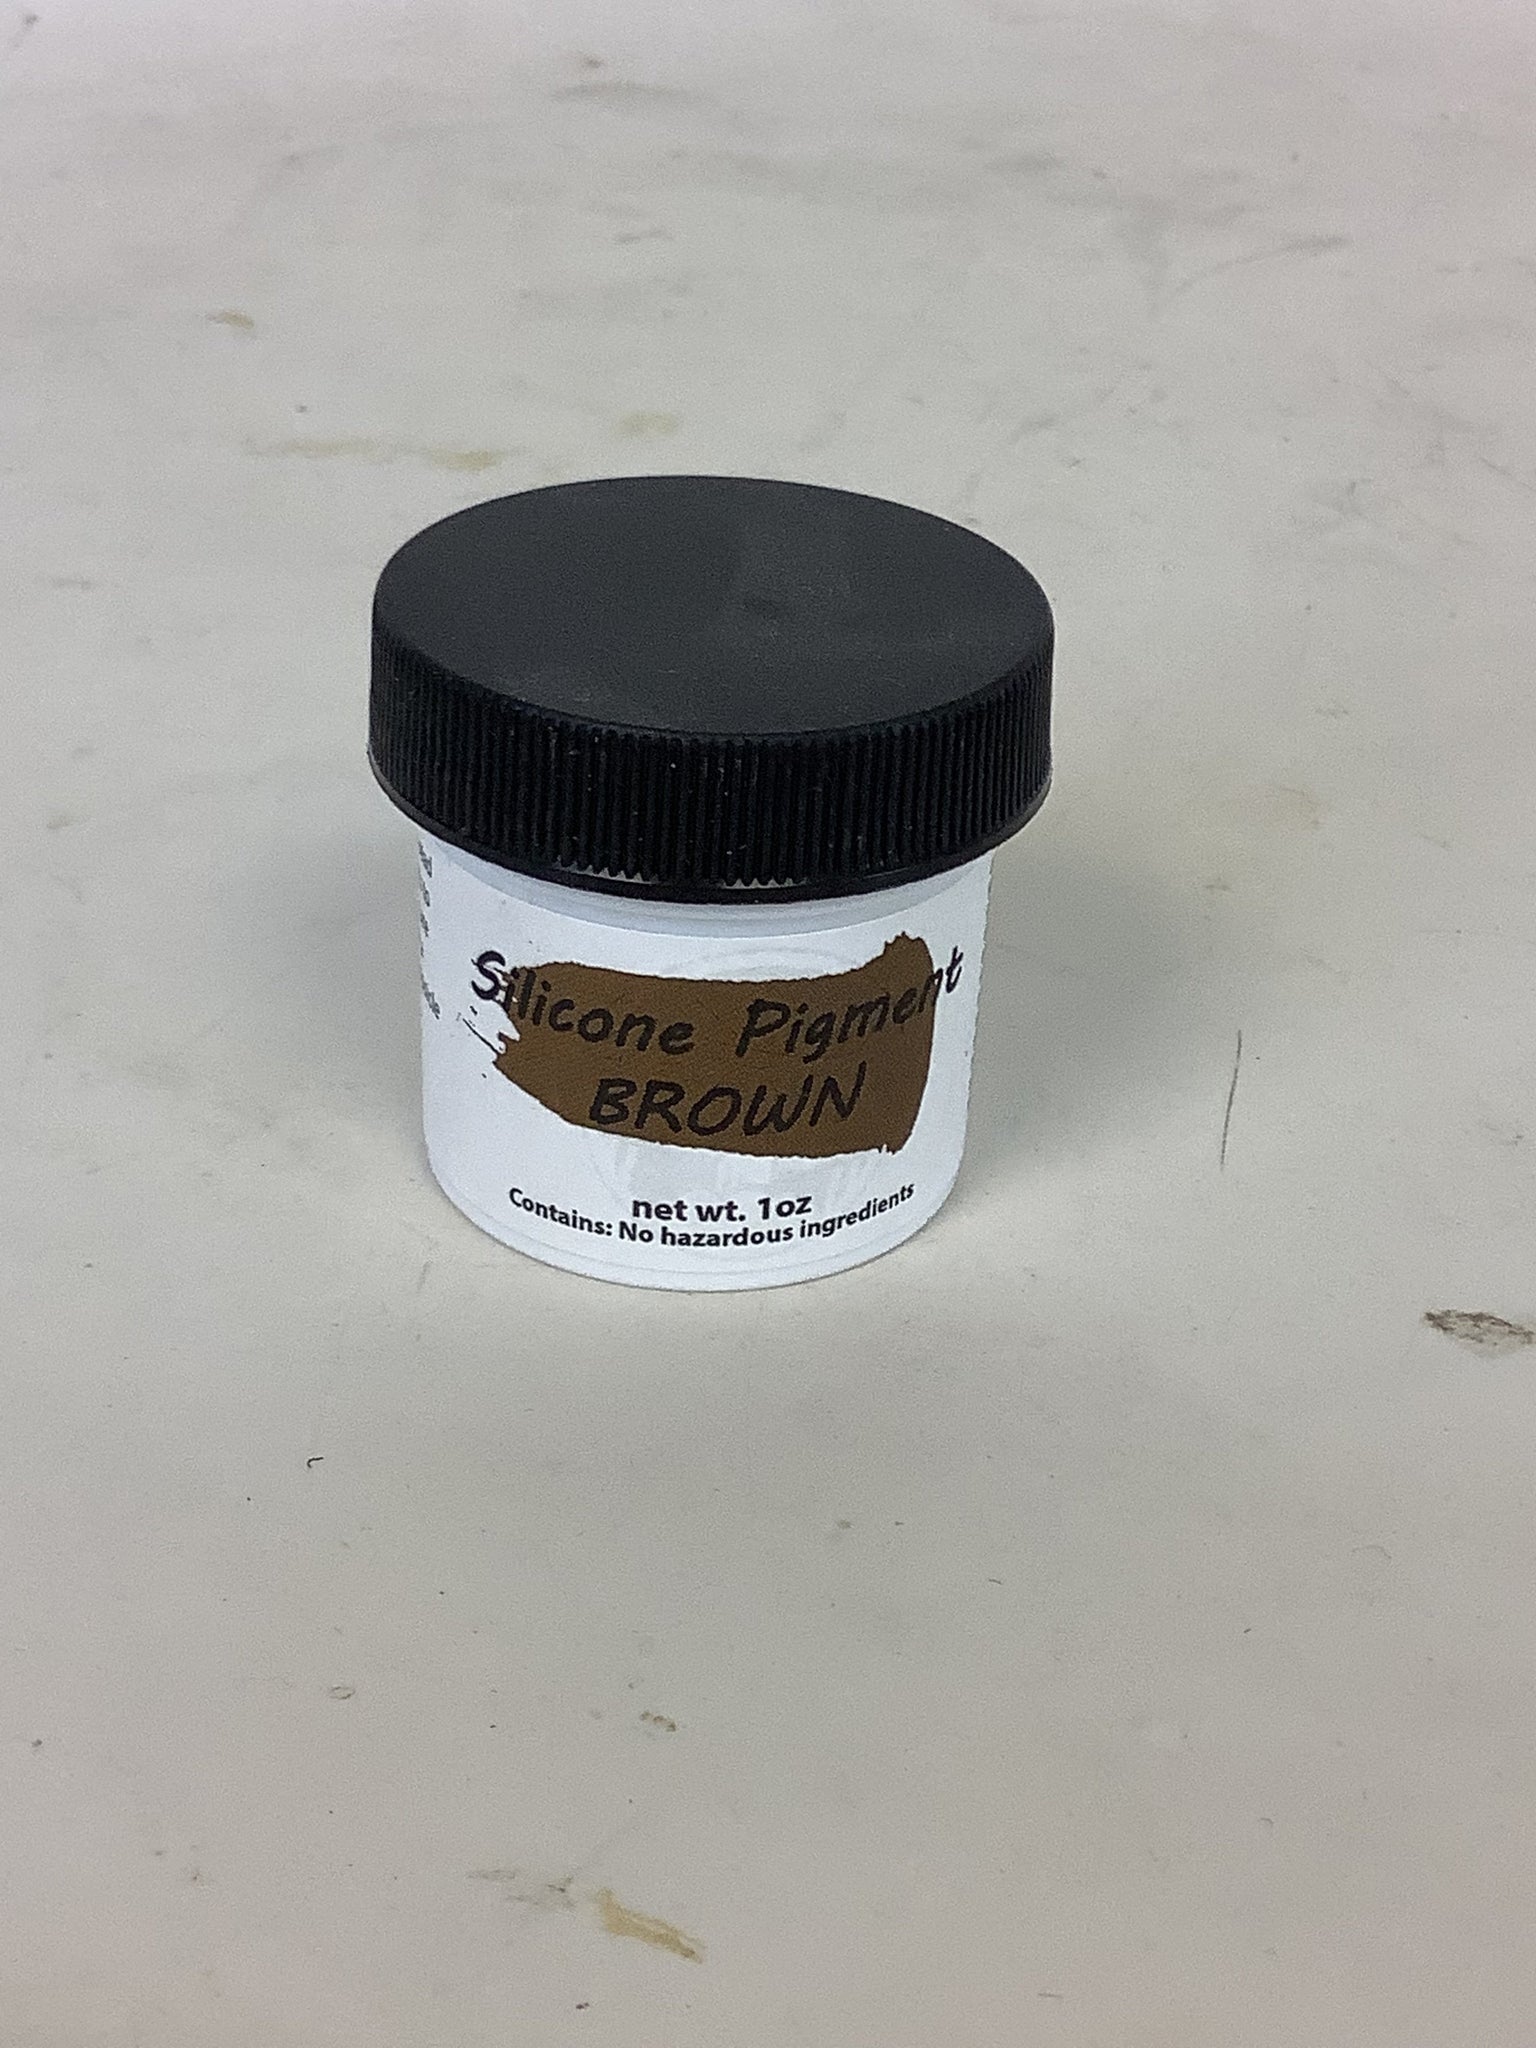 Silicone Pigment
BROWN
net wt. 1oz
Contains: No hazardous ingredients